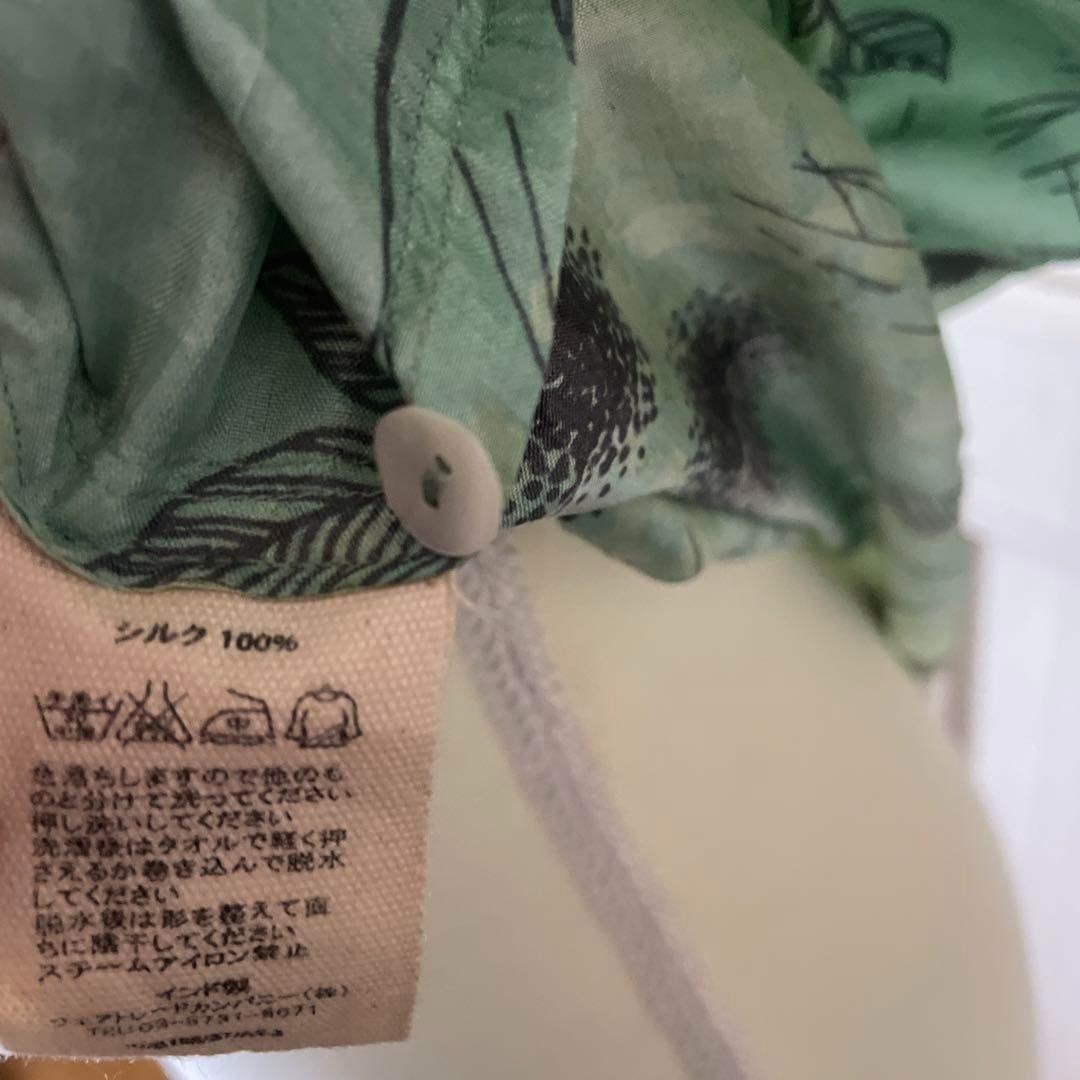 シルク 100%
中
色落ちしますので他のも
のと分けて洗ってください
押し洗いしてください
洗濯後はタオルで軽く押
さえるか巻き込んで脱水
してください
脱水後は形を整えて直
ちに陰干してください
スチームアイロン禁止
インド製
フェアトレードカンパニー(株)
TEL:03-5731-6671